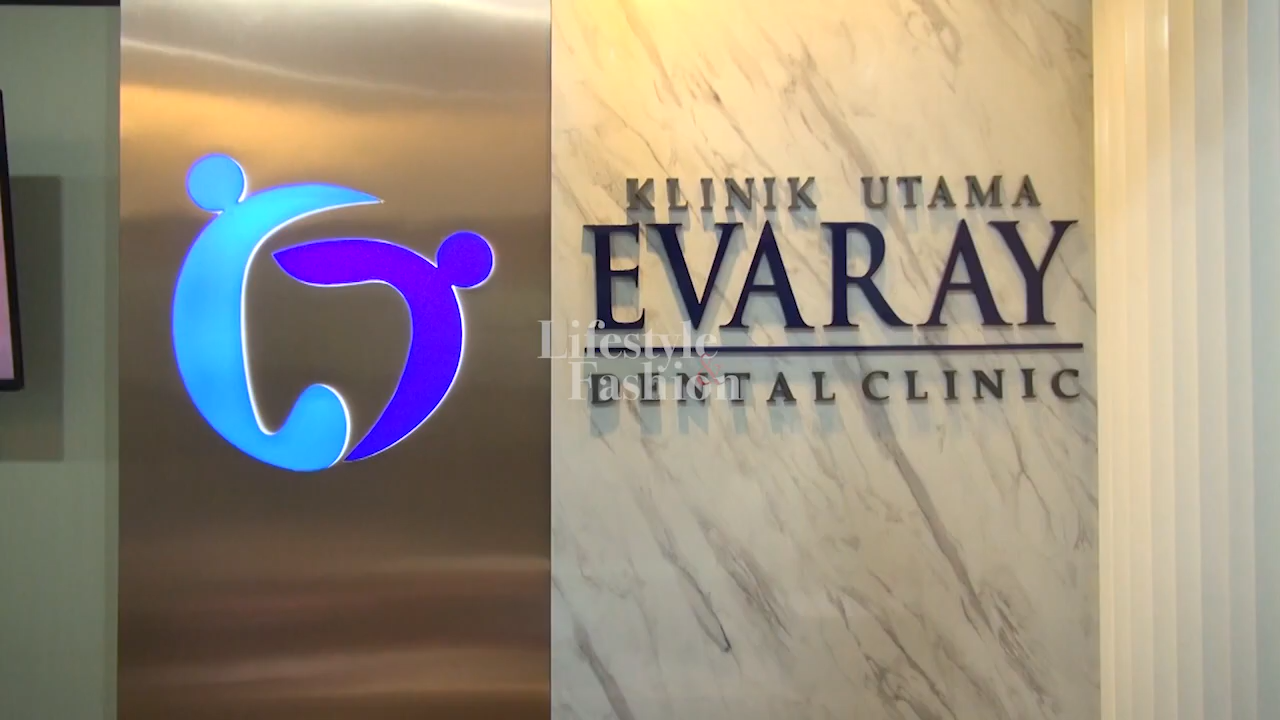 KLINIK UTAMA
EVARAY
DENTAL CLINIC
Lifestyle
& Fashion